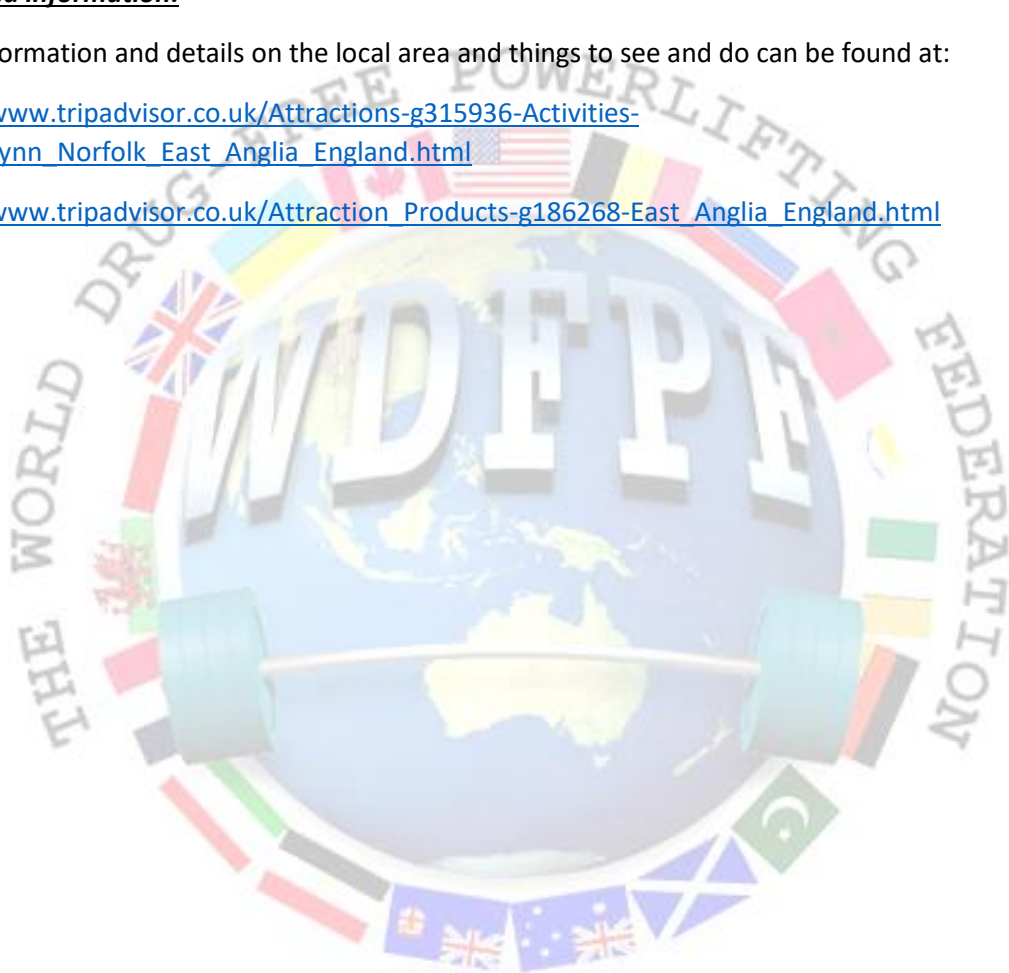 information:
ormation and details on the local area and things to see and do can be found at:
www.tripadvisor.co.uk/Attractions-g315936-Activities-
ynn_Norfolk_East_Anglia_England.html
www.tripadvisor.co.uk/Attraction_Products-g186268-East_Anglia_England.html
THE WORLD DRUG-FREE POWERLIFTING FEDERATION
WDFPF